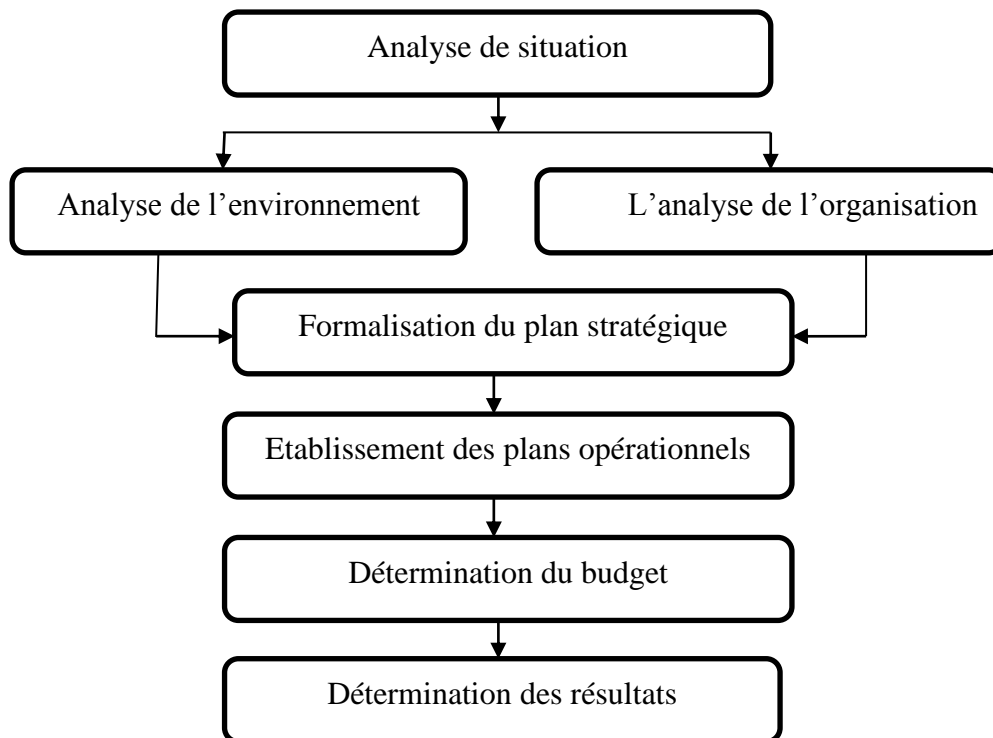 Analyse de situation
Analyse de l’environnement
L’analyse de l’organisation
Formalisation du plan stratégique
Etablissement des plans opérationnels
Détermination du budget
Détermination des résultats